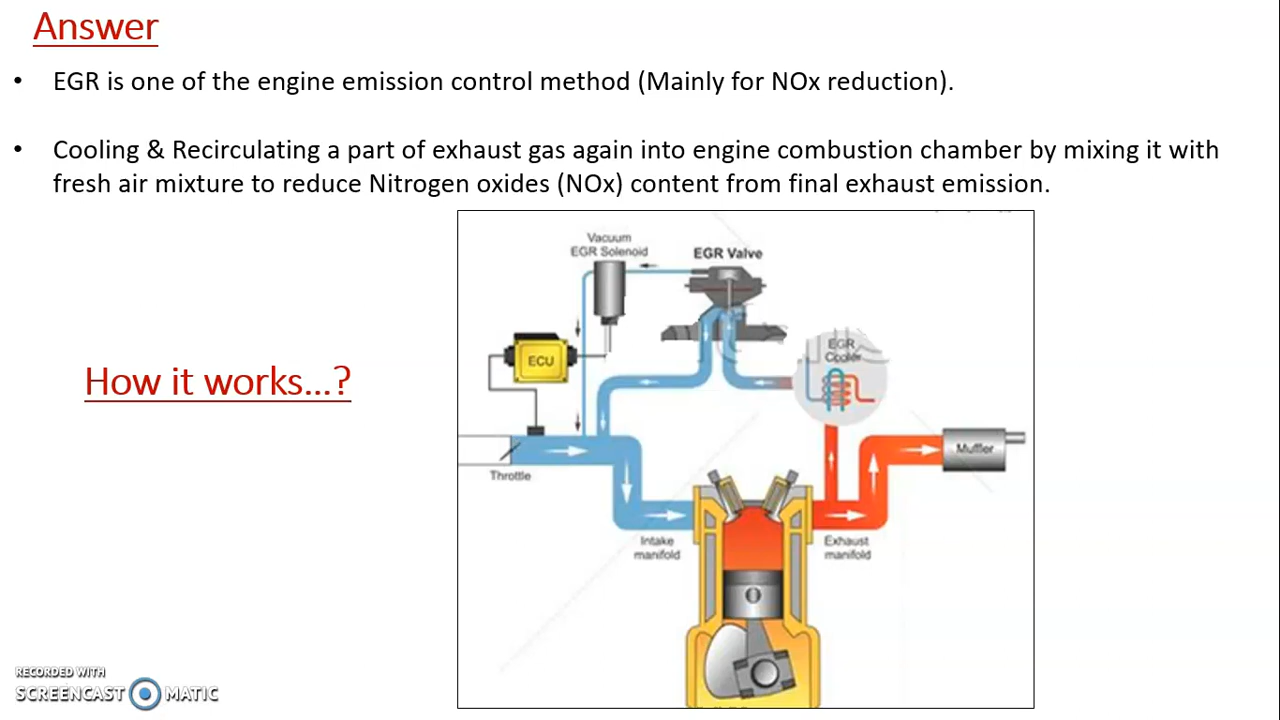 Answer
• EGR is one of the engine emission control method (Mainly for NOx reduction).
• Cooling & Recirculating a part of exhaust gas again into engine combustion chamber by mixing it with
fresh air mixture to reduce Nitrogen oxides (NOx) content from final exhaust emission.
Vacuum
EGR Solenoid
EGR Valve
ECU
EGR
Cooler
How it works...?
Throttle
Muffler
Intake
manifold
Exhaust
manifold
RECORDED WITH
SCREENCAST MATIC